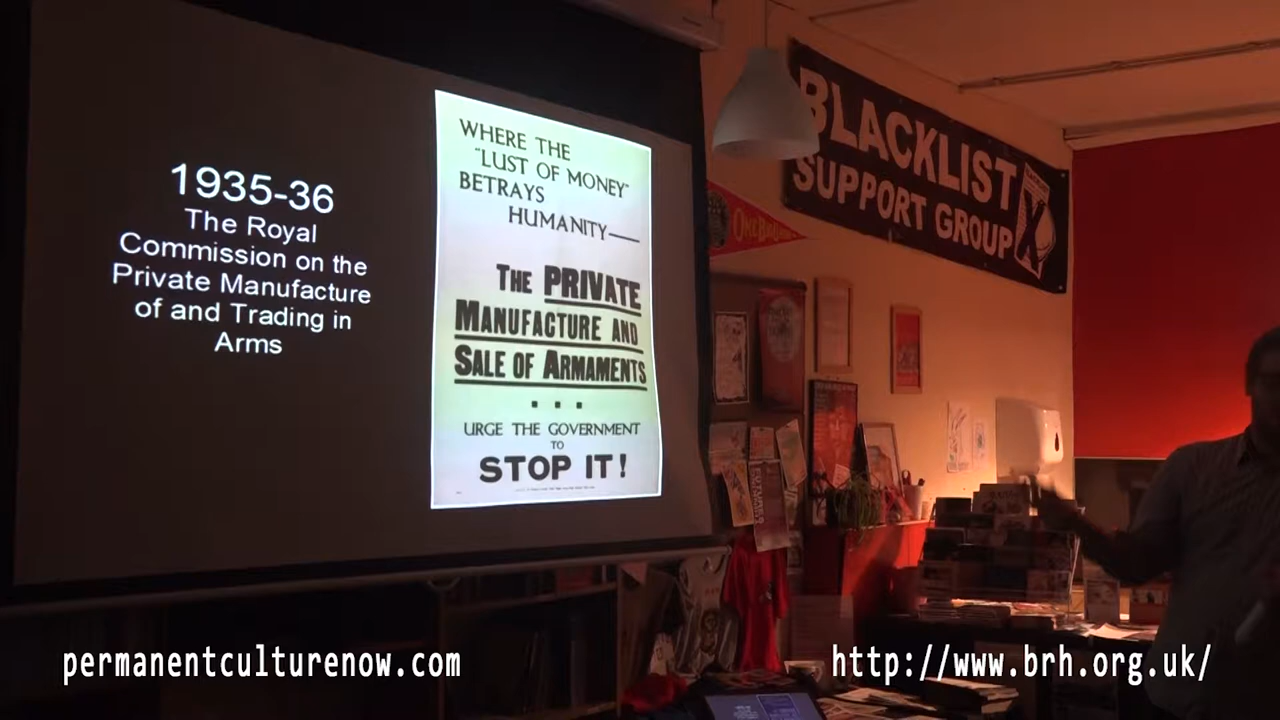 1935-36
The Royal
Commission on the
Private Manufacture
of and Trading in
Arms
WHERE THE
"LUST OF MONEY"
BETRAYS
HUMANITY—
THE PRIVATE
MANUFACTURE AND
SALE OF ARMAMENTS
URGE THE GOVERNMENT
TO
STOP IT!
BLACKLIST
SUPPORT GROUP
permanentculturenow.com
http://www.brh.org.uk/